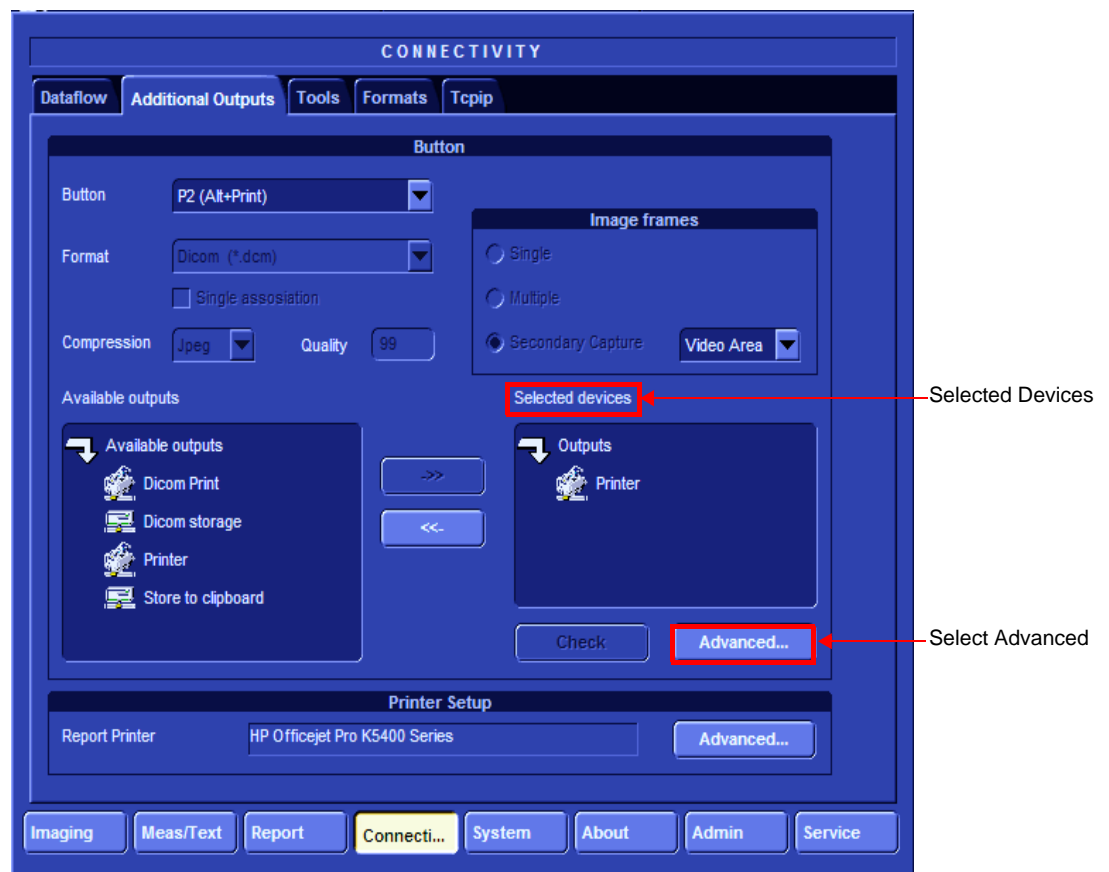 CONNECTIVITY
Dataflow
Additional Outputs
Tools
Formats
Tcpip
Button
Button
P2 (Alt+Print)
Image frames
Format
Dicom (*.dcm)
Single
Single assosiation
Multiple
Compression
Jpeg
Quality
99
Secondary Capture
Video Area
Available outputs
Selected devices
Selected Devices
Available outputs
Dicom Print
Dicom storage
Printer
Store to clipboard
->>
<<-
Outputs
Printer
Check
Advanced...
Select Advanced
Printer Setup
Report Printer
HP Officejet Pro K5400 Series
Advanced...
Imaging
Meas/Text
Report
Connecti...
System
About
Admin
Service